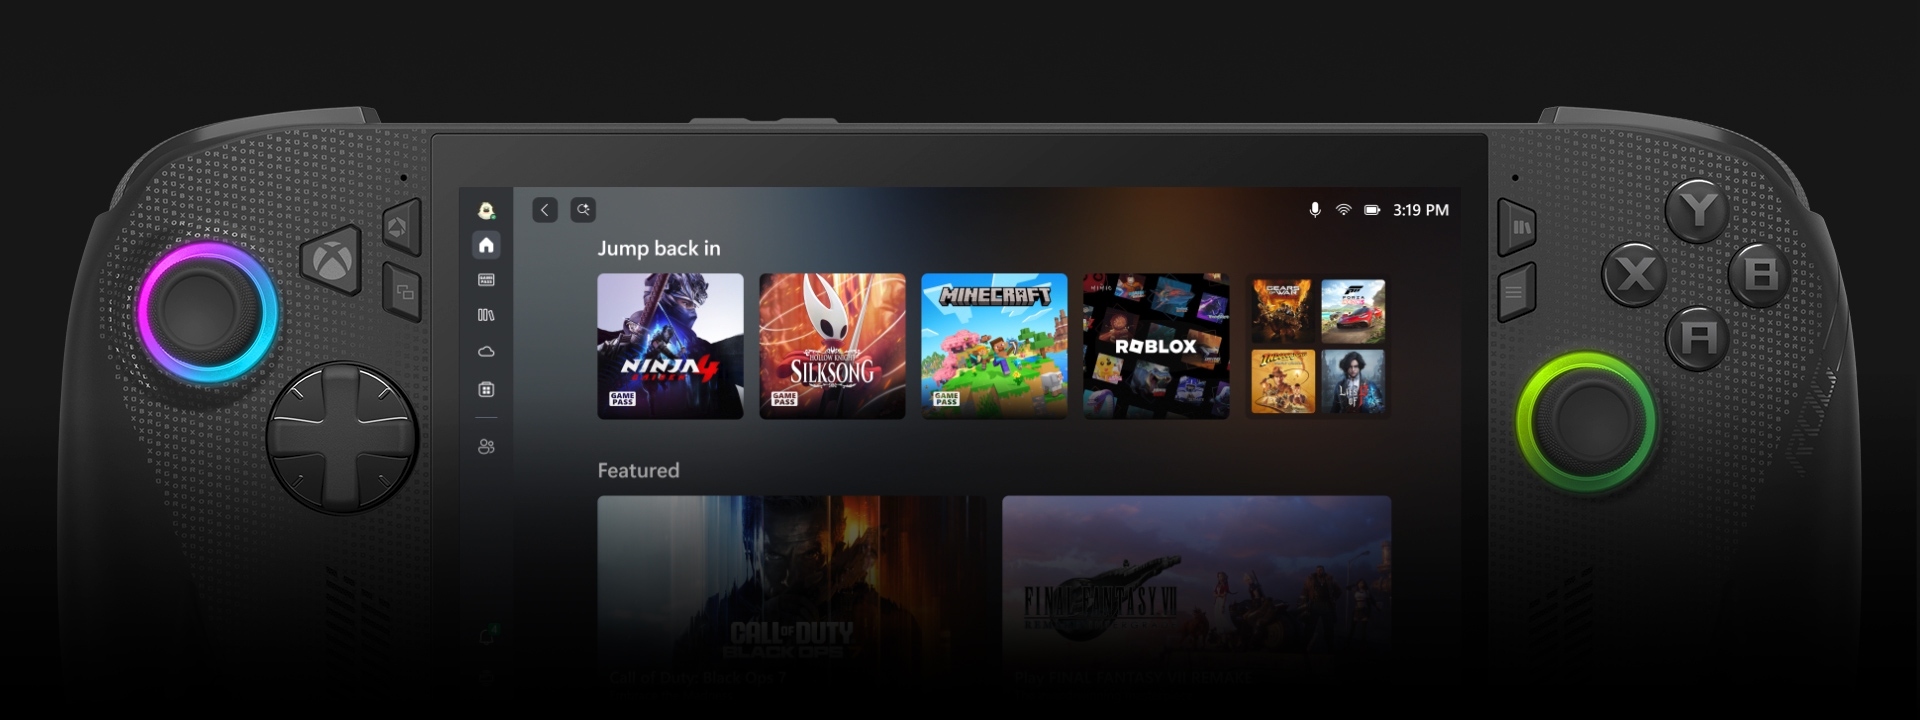 3:19 PM
Jump back in
NINJA
GAIDEN 4
GAME
PASS
HOLLOW KNIGHT
SILKSONG
GAME
PASS
MINECRAFT
GAME
PASS
ROBLOX
GEARS
OF WAR
FORZA
Y
X
B
A
Featured
CALL OF DUTY
BLACK OPS 7
FINAL FANTASY VII
REMAKE
Call of Duty: Black Ops 7
Play FINAL FANTASY VII REMAKE